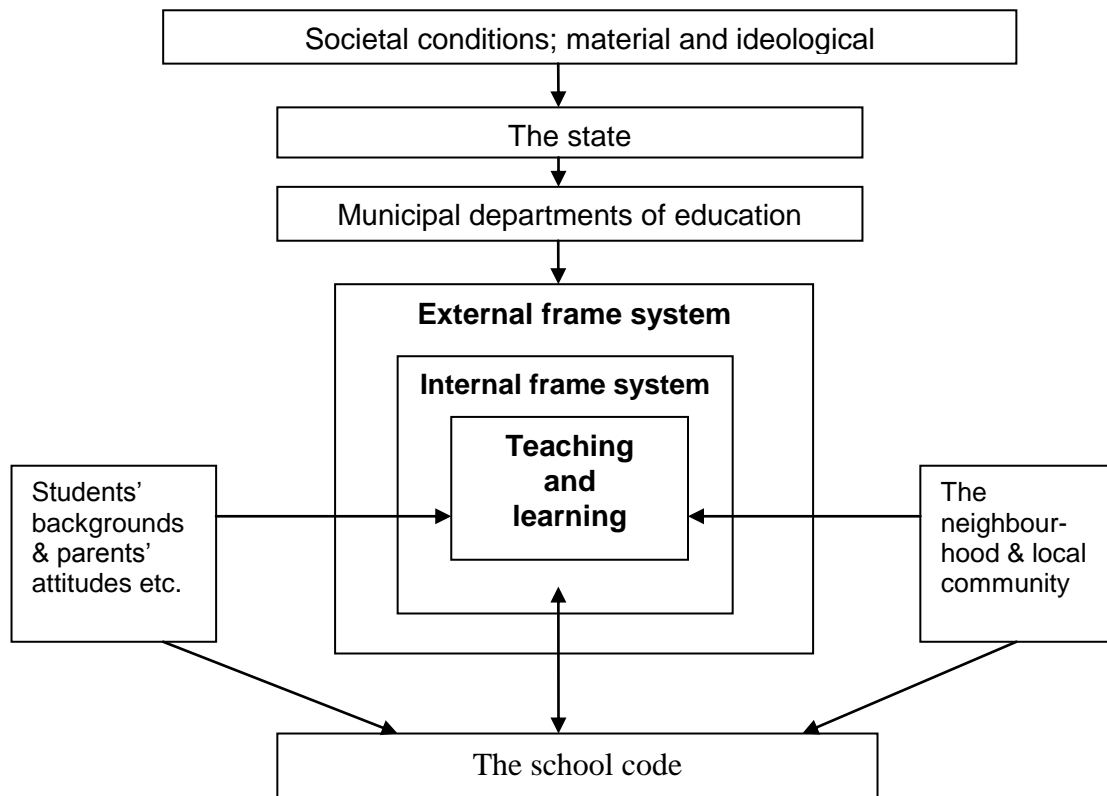 Societal conditions; material and ideological
The state
Municipal departments of education
External frame system
Internal frame system
Teaching
and
learning
Students’
backgrounds
& parents’
attitudes etc.
The
neighbour-
hood & local
community
The school code